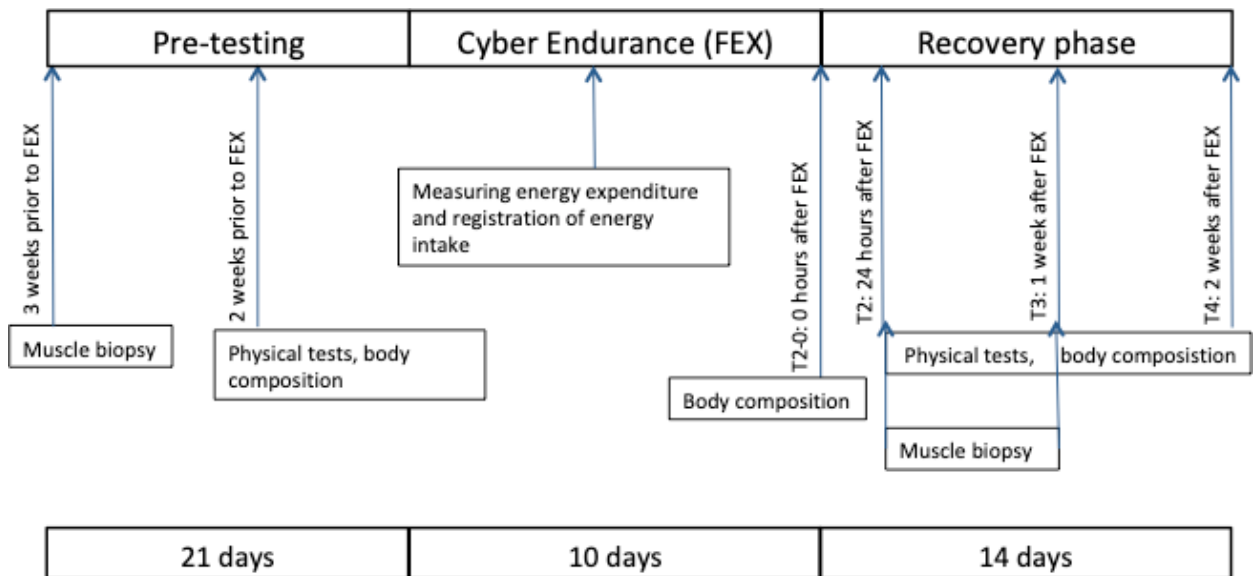 Pre-testing
Cyber Endurance (FEX)
Recovery phase
3 weeks prior to FEX
2 weeks prior to FEX
Measuring energy expenditure
and registration of energy
intake
T2-0: 0 hours after FEX
T2: 24 hours after FEX
T3: 1 week after FEX
T4: 2 weeks after FEX
Muscle biopsy
Physical tests, body
composition
Body composition
Physical tests, body composistion
Muscle biopsy
21 days
10 days
14 days